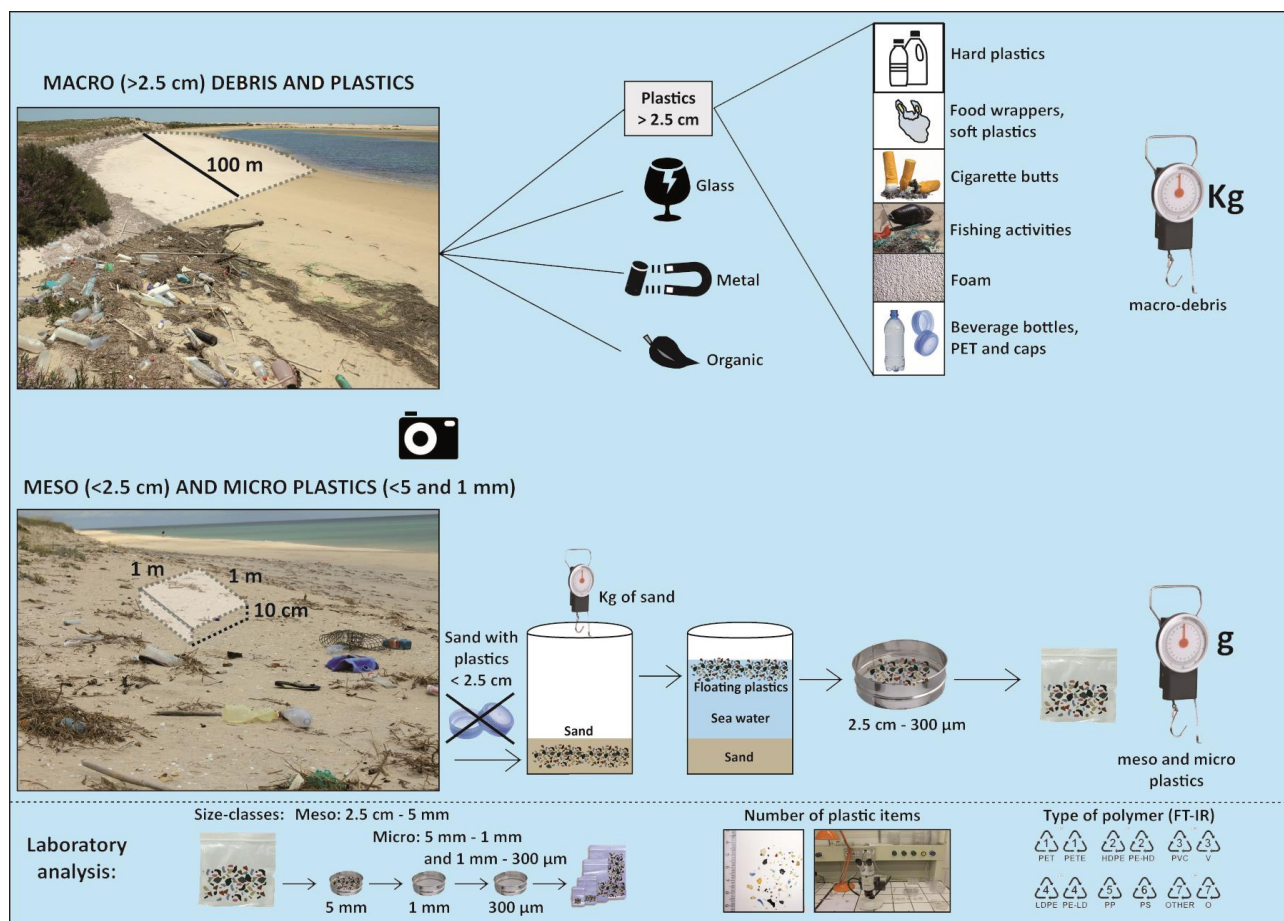 MACRO (>2.5 cm) DEBRIS AND PLASTICS
100 m
Plastics
> 2.5 cm
Glass
Metal
Organic
Hard plastics
Food wrappers,
soft plastics
Cigarette butts
Fishing activities
Foam
Beverage bottles,
PET and caps
Kg
macro-debris
MESO (<2.5 cm) AND MICRO PLASTICS (<5 and 1 mm)
1 m
1 m
10 cm
Sand with
plastics
< 2.5 cm
Kg of sand
Sand
Floating plastics
Sea water
Sand
2.5 cm - 300 µm
g
meso and micro
plastics
Laboratory
analysis:
Size-classes: Meso: 2.5 cm - 5 mm
Micro: 5 mm - 1 mm
and 1 mm - 300 µm
5 mm
1 mm
300 µm
Number of plastic items
Type of polymer (FT-IR)
1 1 2 2 3 3
PET PETE HDPE PE-HD PVC V
4 4 5 6 7 7
LDPE PE-LD PP PS OTHER O